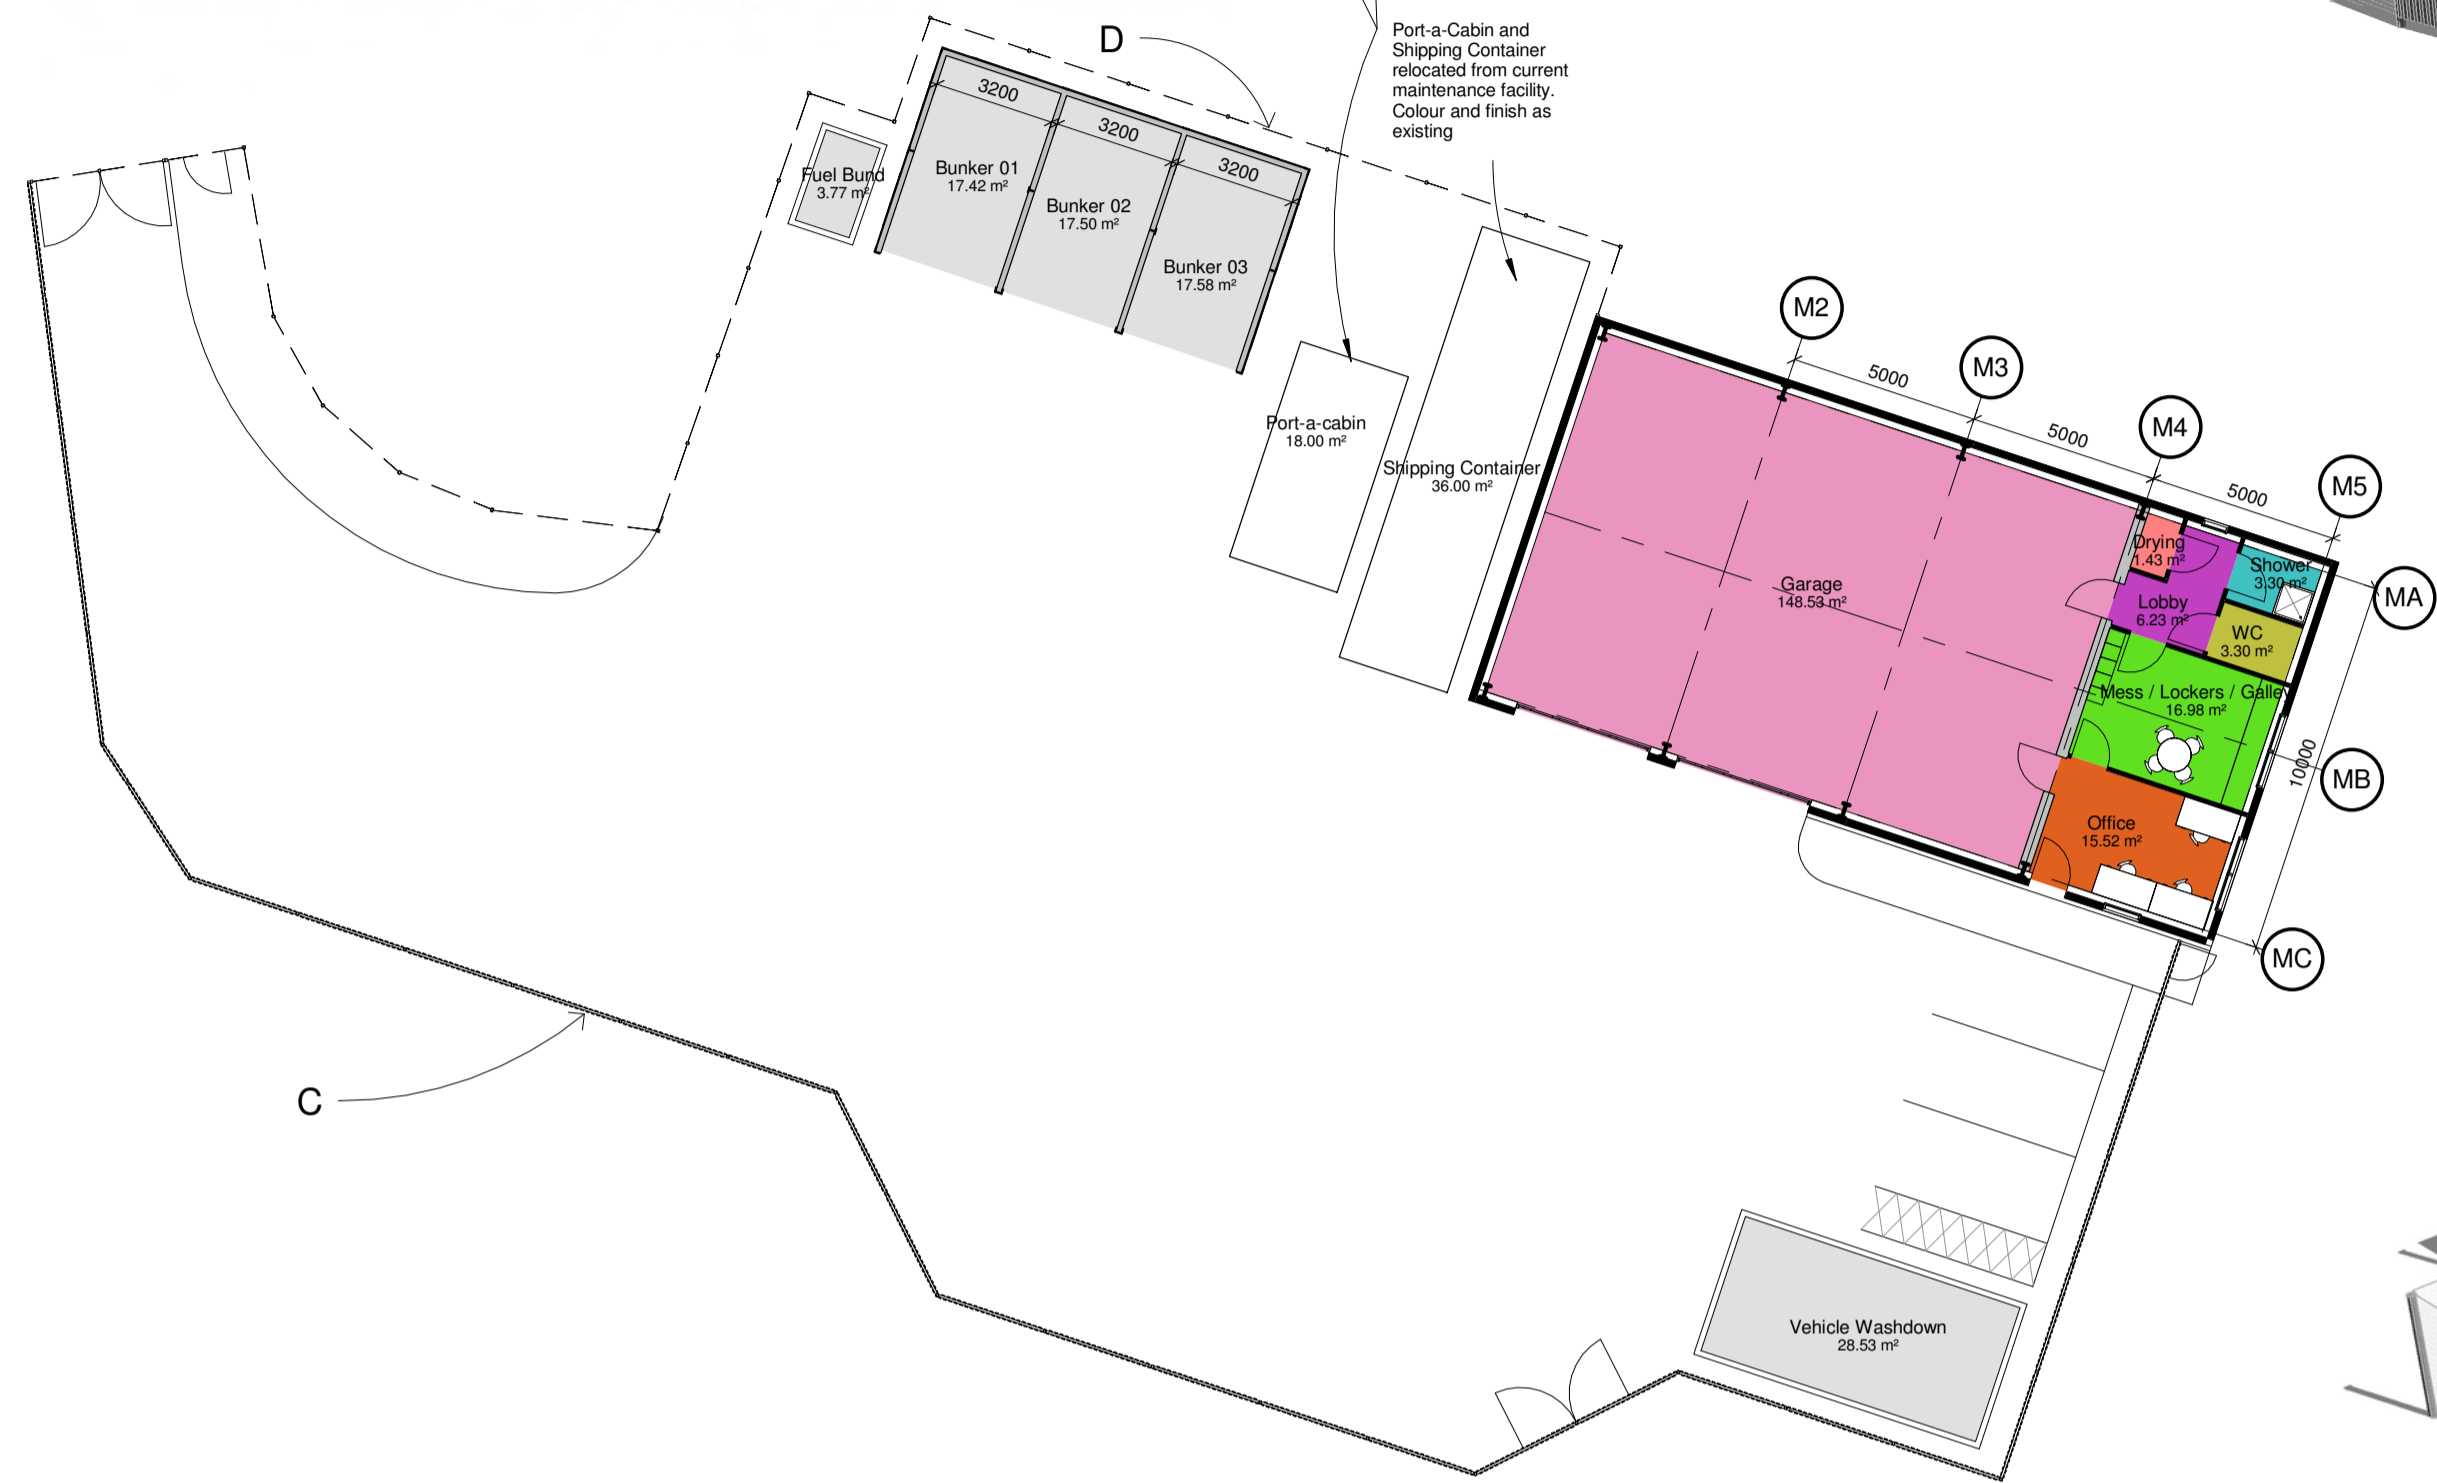 D
Port-a-Cabin and
Shipping Container
relocated from current
maintenance facility.
Colour and finish as
existing
3200
3200
3200
Fuel Bund
3.77 m²
Bunker 01
17.42 m²
Bunker 02
17.50 m²
Bunker 03
17.58 m²
M2
M3
M4
M5
5000
5000
5000
Port-a-cabin
18.00 m²
Shipping Container
36.00 m²
Garage
148.53 m²
Drying
1.43 m²
Shower
3.30 m²
Lobby
6.23 m²
WC
3.30 m²
Mess / Lockers / Galley
16.98 m²
Office
15.52 m²
MA
MB
MC
10000
C
Vehicle Washdown
28.53 m²